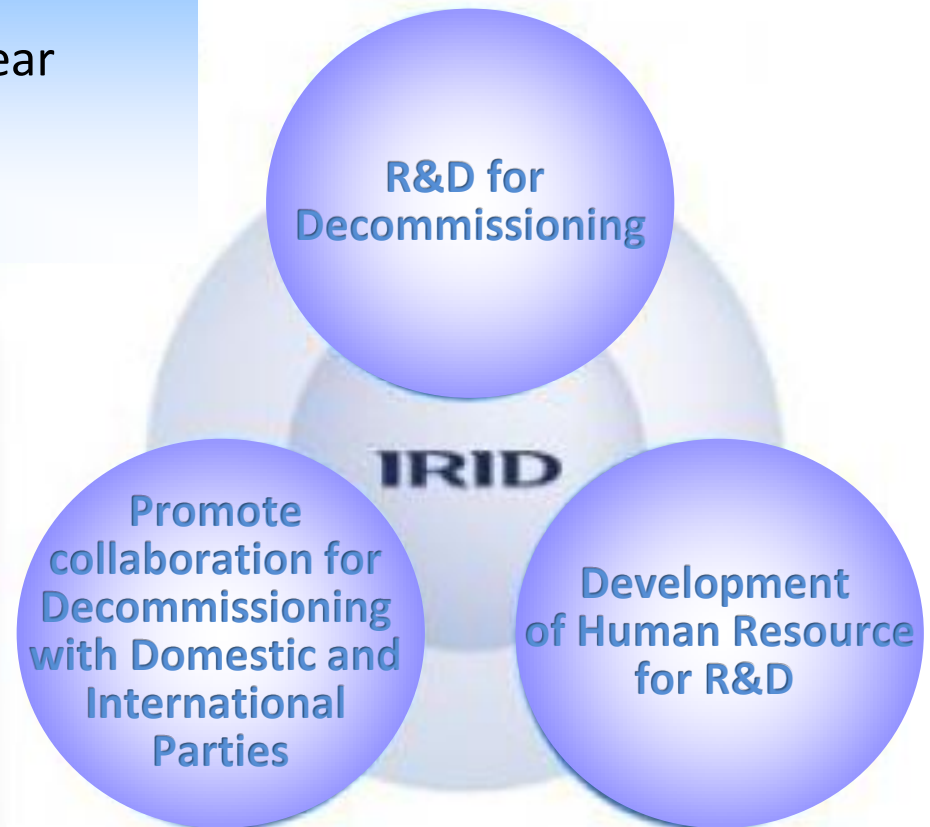 ear
R&D for
Decommissioning
IRID
Promote
collaboration for
Decommissioning
with Domestic and
International
Parties
Development
of Human Resource
for R&D